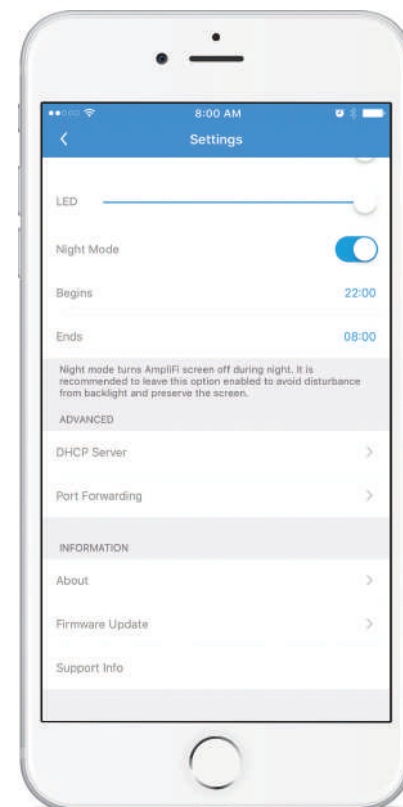 8:00 AM
Settings
LED
Night Mode
Begins 22:00
Ends 08:00
Night mode turns AmpliFi screen off during night. It is
recommended to leave this option enabled to avoid disturbance
from backlight and preserve the screen.
ADVANCED
DHCP Server
Port Forwarding
INFORMATION
About
Firmware Update
Support Info